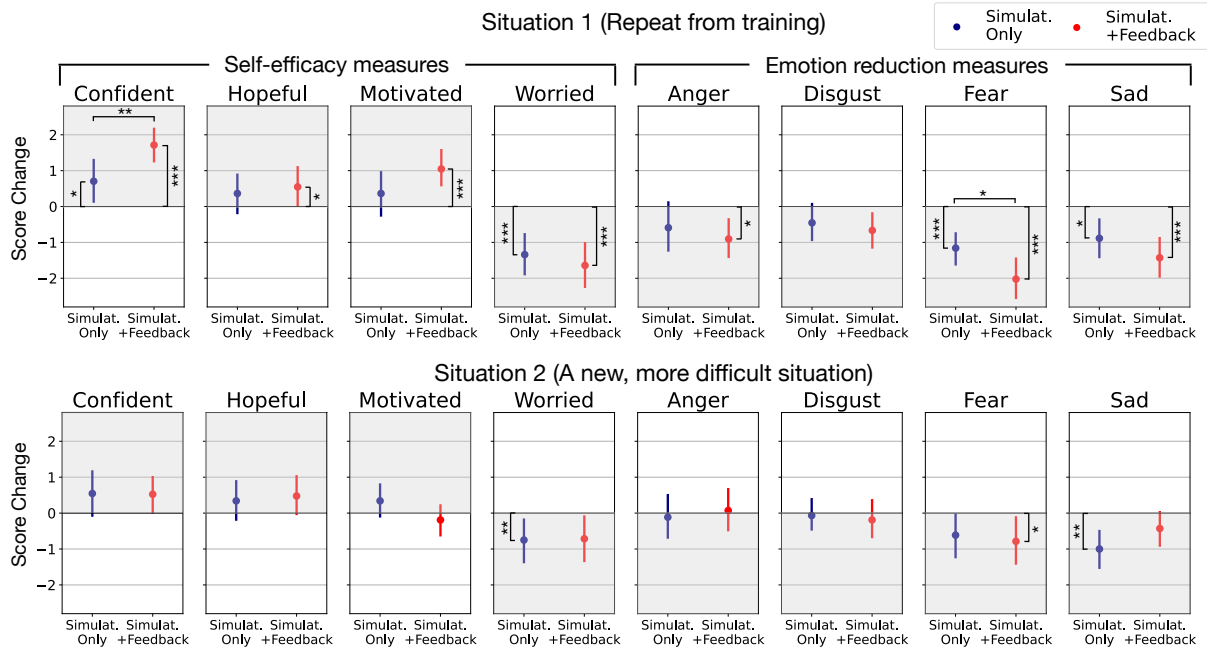 Situation 1 (Repeat from training)
Simulat. Only
Simulat. +Feedback
Self-efficacy measures
Emotion reduction measures
Confident Hopeful Motivated Worried Anger Disgust Fear Sad
Score Change
2
1
0
−1
−2
**
*
***
*
***
***
***
*
***
*
***
*
***
Simulat. Only Simulat. +Feedback Simulat. Only Simulat. +Feedback Simulat. Only Simulat. +Feedback Simulat. Only Simulat. +Feedback Simulat. Only Simulat. +Feedback Simulat. Only Simulat. +Feedback Simulat. Only Simulat. +Feedback Simulat. Only Simulat. +Feedback
Situation 2 (A new, more difficult situation)
Confident Hopeful Motivated Worried Anger Disgust Fear Sad
Score Change
2
1
0
−1
−2
**
*
**
Simulat. Only Simulat. +Feedback Simulat. Only Simulat. +Feedback Simulat. Only Simulat. +Feedback Simulat. Only Simulat. +Feedback Simulat. Only Simulat. +Feedback Simulat. Only Simulat. +Feedback Simulat. Only Simulat. +Feedback Simulat. Only Simulat. +Feedback